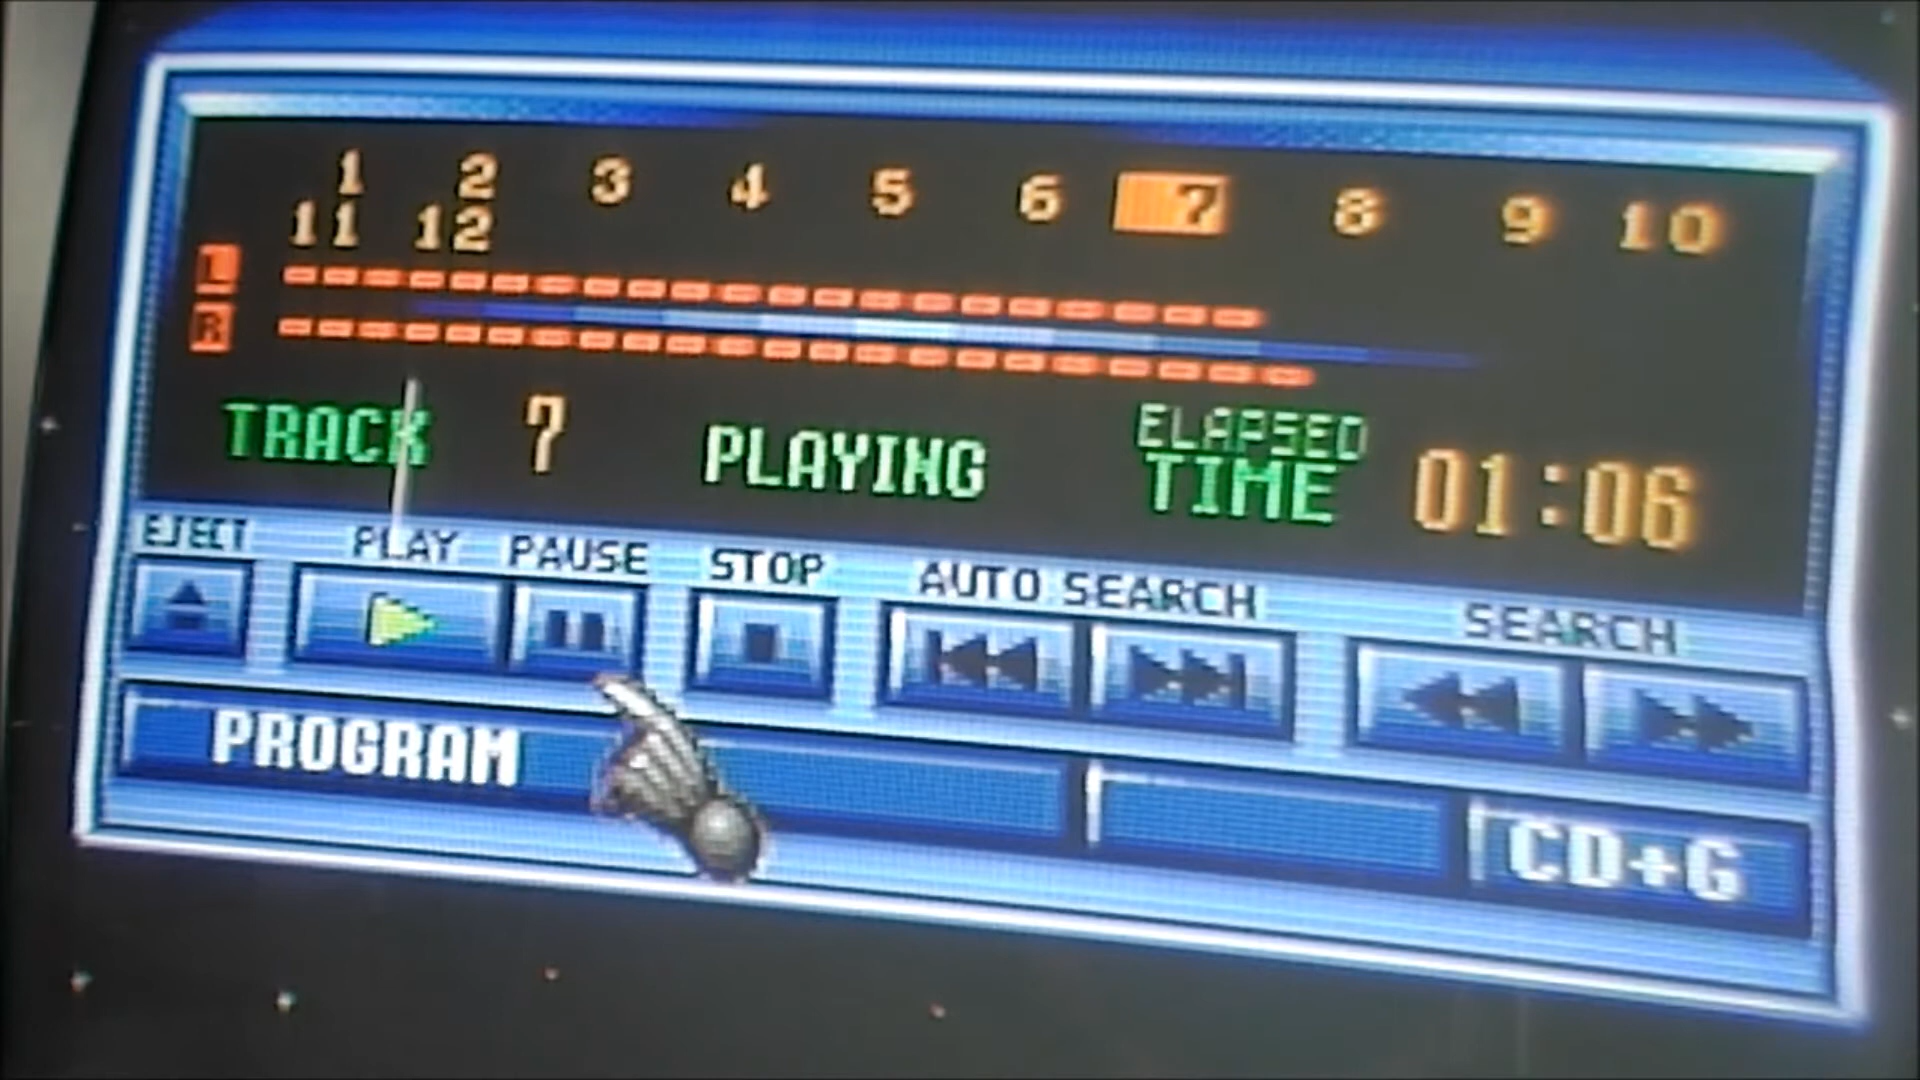 1 2 3 4 5 6 7 8 9 10
11 12
L
R
TRACK 7 PLAYING ELAPSED TIME 01:06
EJECT PLAY PAUSE STOP AUTO SEARCH SEARCH
PROGRAM CD+G